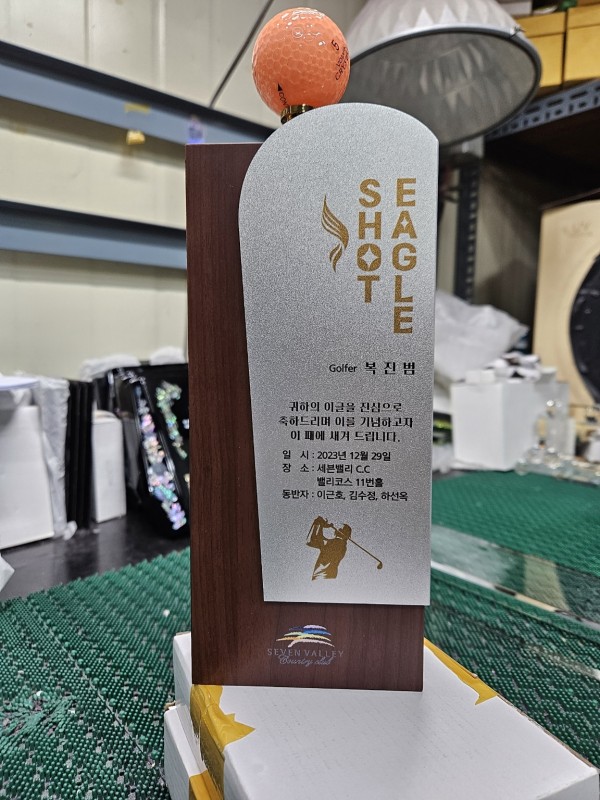 SHOT
EAGLE
Golfer 복진범
귀하의 이글을 진심으로
축하드리며 이를 기념하고자
이 패에 새겨 드립니다.
일 시 : 2023년 12월 29일
장 소 : 세븐밸리 C.C
밸리코스 11번홀
동반자 : 이근호, 김수정, 하선옥
SEVEN VALLEY
Country club